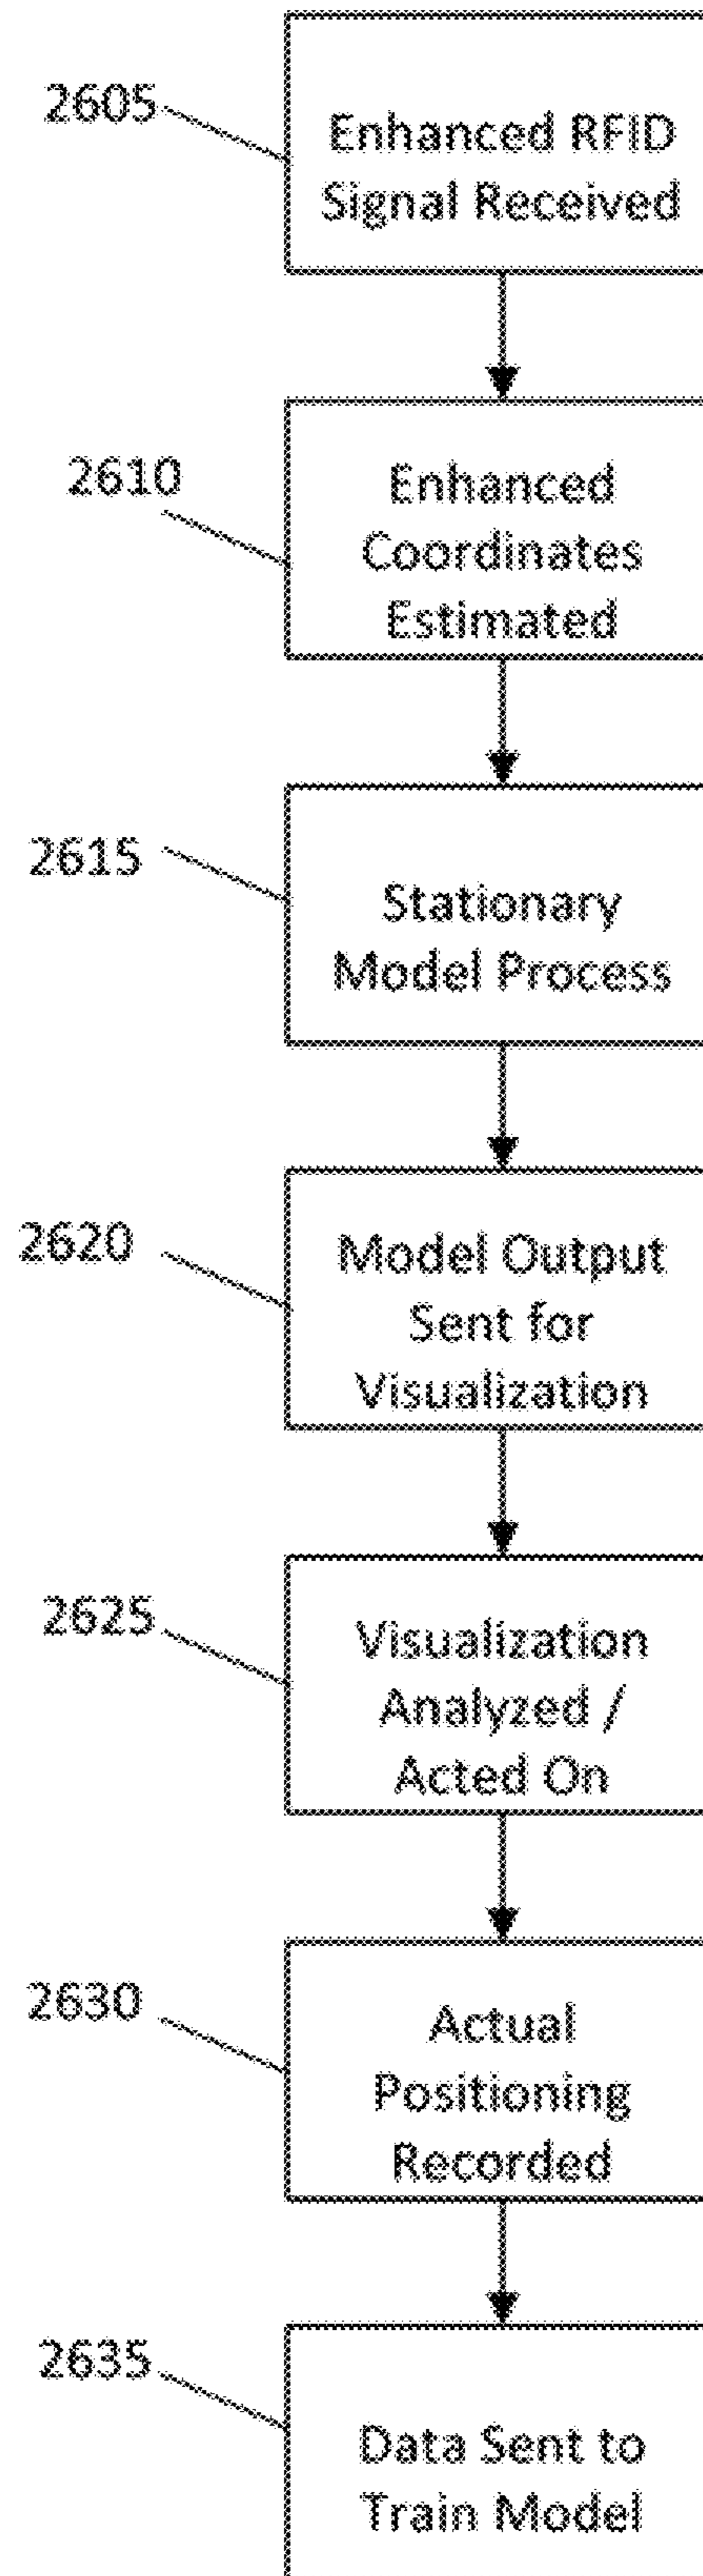 2605
Enhanced RFID
Signal Received
2610
Enhanced
Coordinates
Estimated
2615
Stationary
Model Process
2620
Model Output
Sent for
Visualization
2625
Visualization
Analyzed /
Acted On
2630
Actual
Positioning
Recorded
2635
Data Sent to
Train Model